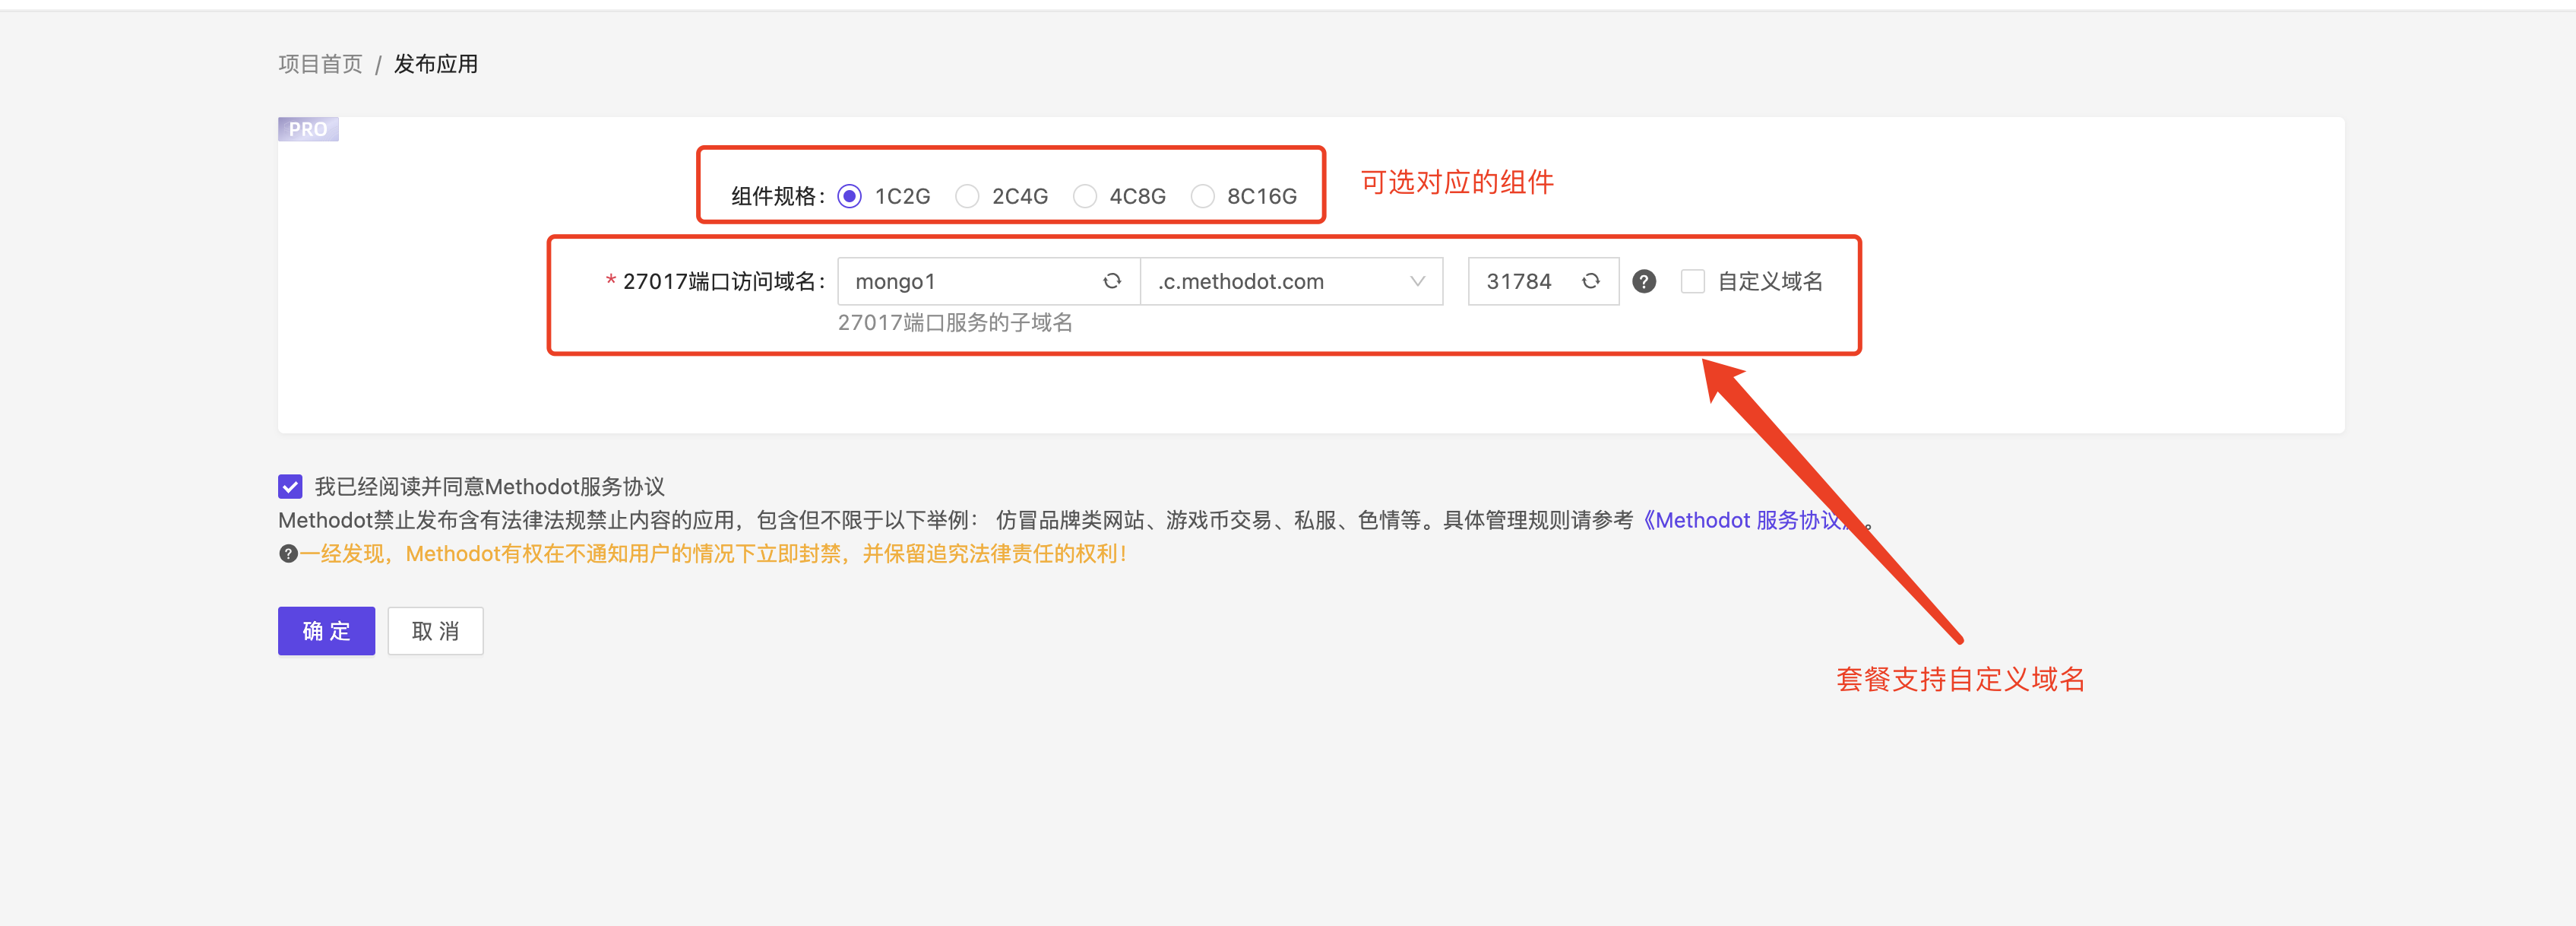 项目首页 / 发布应用
PRO
组件规格： 1C2G 2C4G 4C8G 8C16G
可选对应的组件
* 27017端口访问域名： mongo1 .c.methodot.com 31784 ? 自定义域名
27017端口服务的子域名
我已经阅读并同意Methodot服务协议
Methodot禁止发布含有法律法规禁止内容的应用，包含但不限于以下举例： 仿冒品牌类网站、游戏币交易、私服、色情等。具体管理规则请参考《Methodot 服务协议》。
?一经发现，Methodot有权在不通知用户的情况下立即封禁，并保留追究法律责任的权利！
确 定 取 消
套餐支持自定义域名